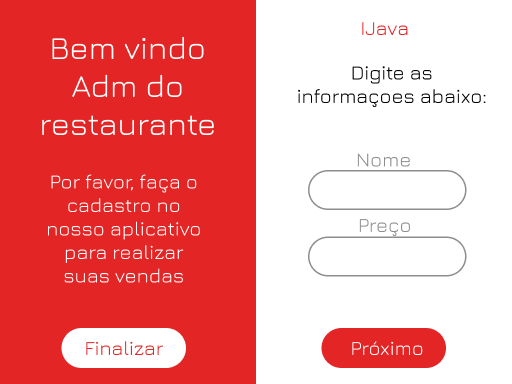 Bem vindo
Adm do
restaurante
Por favor, faça o
cadastro no
nosso aplicativo
para realizar
suas vendas
Finalizar
IJava
Digite as
informaçoes abaixo:
Nome
Preço
Próximo